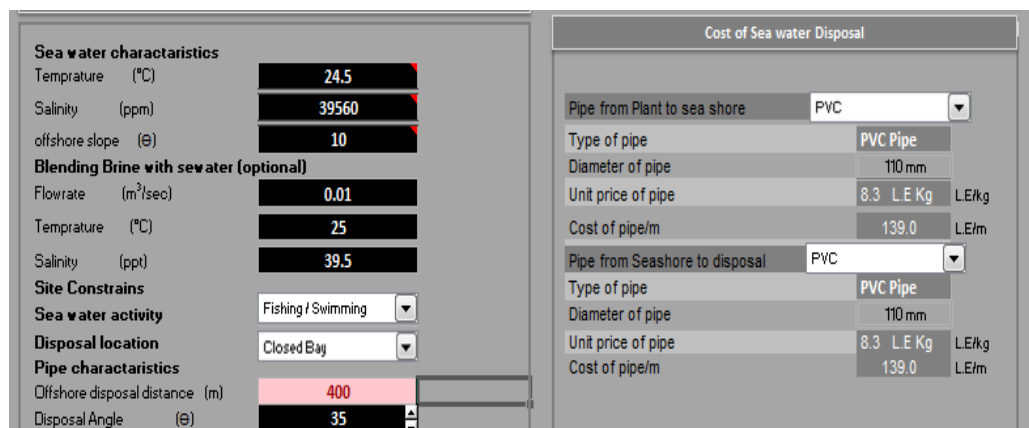 Sea water charactaristics
Temprature (°C) 24.5
Salinity (ppm) 39560
offshore slope (Θ) 10
Blending Brine with sewater (optional)
Flowrate (m³/sec) 0.01
Temprature (°C) 25
Salinity (ppt) 39.5
Site Constrains
Sea water activity Fishing / Swimming
Disposal location Closed Bay
Pipe charactaristics
Offshore disposal distance (m) 400
Disposal Angle (Θ) 35
Cost of Sea water Disposal
Pipe from Plant to sea shore PVC
Type of pipe PVC Pipe
Diameter of pipe 110 mm
Unit price of pipe 8.3 L.E Kg L.E/kg
Cost of pipe/m 139.0 L.E/m
Pipe from Seashore to disposal PVC
Type of pipe PVC Pipe
Diameter of pipe 110 mm
Unit price of pipe 8.3 L.E Kg L.E/kg
Cost of pipe/m 139.0 L.E/m